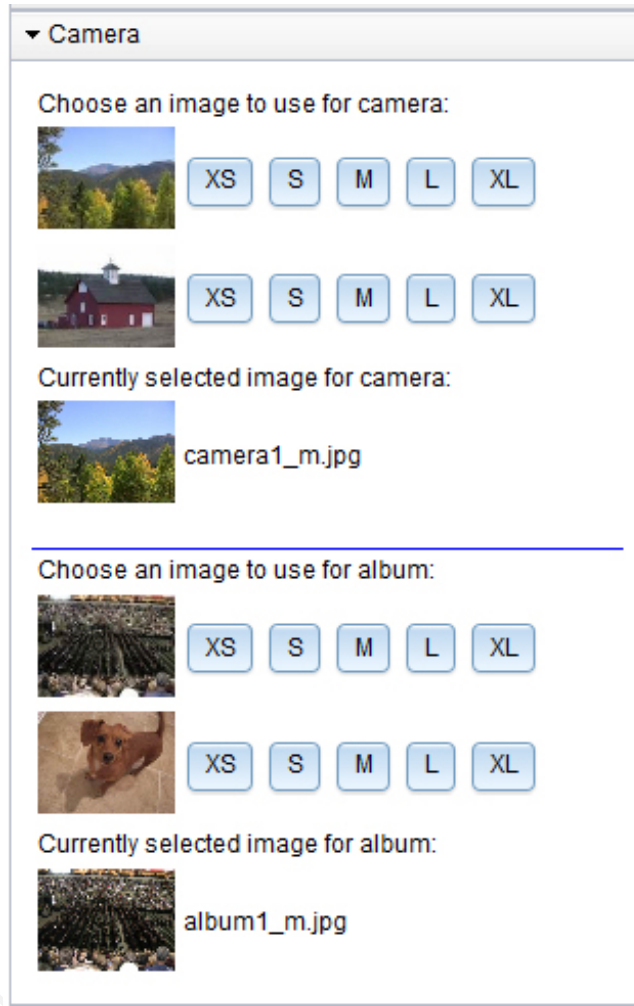 Camera
Choose an image to use for camera:
XS S M L XL
XS S M L XL
Currently selected image for camera:
camera1_m.jpg
Choose an image to use for album:
XS S M L XL
XS S M L XL
Currently selected image for album:
album1_m.jpg